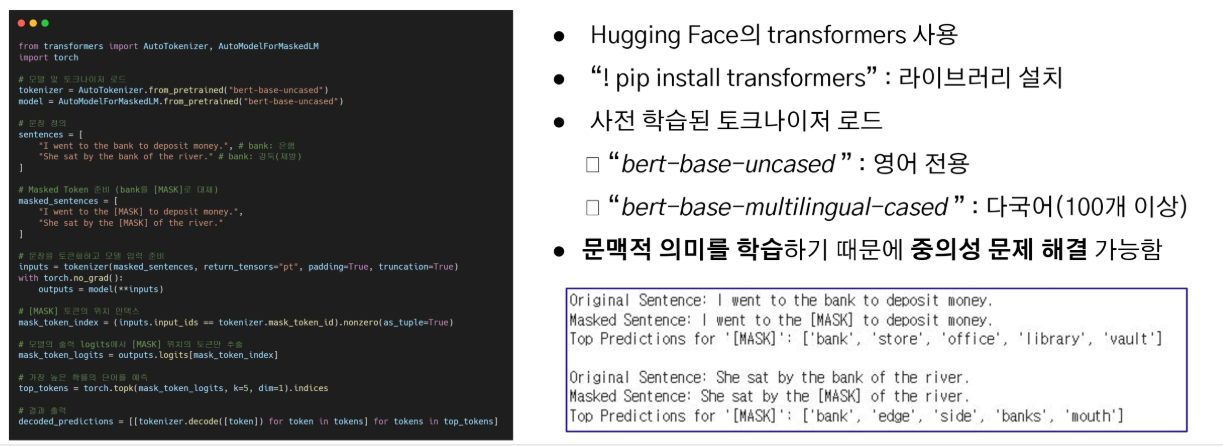 from transformers import AutoTokenizer, AutoModelForMaskedLM
import torch
# 모델 및 토크나이저 로드
tokenizer = AutoTokenizer.from_pretrained("bert-base-uncased")
model = AutoModelForMaskedLM.from_pretrained("bert-base-uncased")
# 문장 정의
sentences = [
"I went to the bank to deposit money.", # bank: 은행
"She sat by the bank of the river." # bank: 강둑(제방)
]
# Masked Token 준비 (bank를 [MASK]로 대체)
masked_sentences = [
"I went to the [MASK] to deposit money.",
"She sat by the [MASK] of the river."
]
# 문장을 토큰화하고 모델 입력 준비
inputs = tokenizer(masked_sentences, return_tensors="pt", padding=True, truncation=True)
with torch.no_grad():
outputs = model(**inputs)
# [MASK] 토큰의 위치 인덱스
mask_token_index = (inputs.input_ids == tokenizer.mask_token_id).nonzero(as_tuple=True)
# 모델의 출력 logits에서 [MASK] 위치의 토큰만 추출
mask_token_logits = outputs.logits[mask_token_index]
# 가장 높은 확률의 단어를 예측
top_tokens = torch.topk(mask_token_logits, k=5, dim=1).indices
# 결과 출력
decoded_predictions = [[tokenizer.decode([token]) for token in tokens] for tokens in top_tokens]
● Hugging Face의 transformers 사용
● “! pip install transformers” : 라이브러리 설치
● 사전 학습된 토크나이저 로드
□ “bert-base-uncased ” : 영어 전용
□ “bert-base-multilingual-cased ” : 다국어(100개 이상)
● 문맥적 의미를 학습하기 때문에 중의성 문제 해결 가능함
Original Sentence: I went to the bank to deposit money.
Masked Sentence: I went to the [MASK] to deposit money.
Top Predictions for '[MASK]': ['bank', 'store', 'office', 'library', 'vault']
Original Sentence: She sat by the bank of the river.
Masked Sentence: She sat by the [MASK] of the river.
Top Predictions for '[MASK]': ['bank', 'edge', 'side', 'banks', 'mouth']